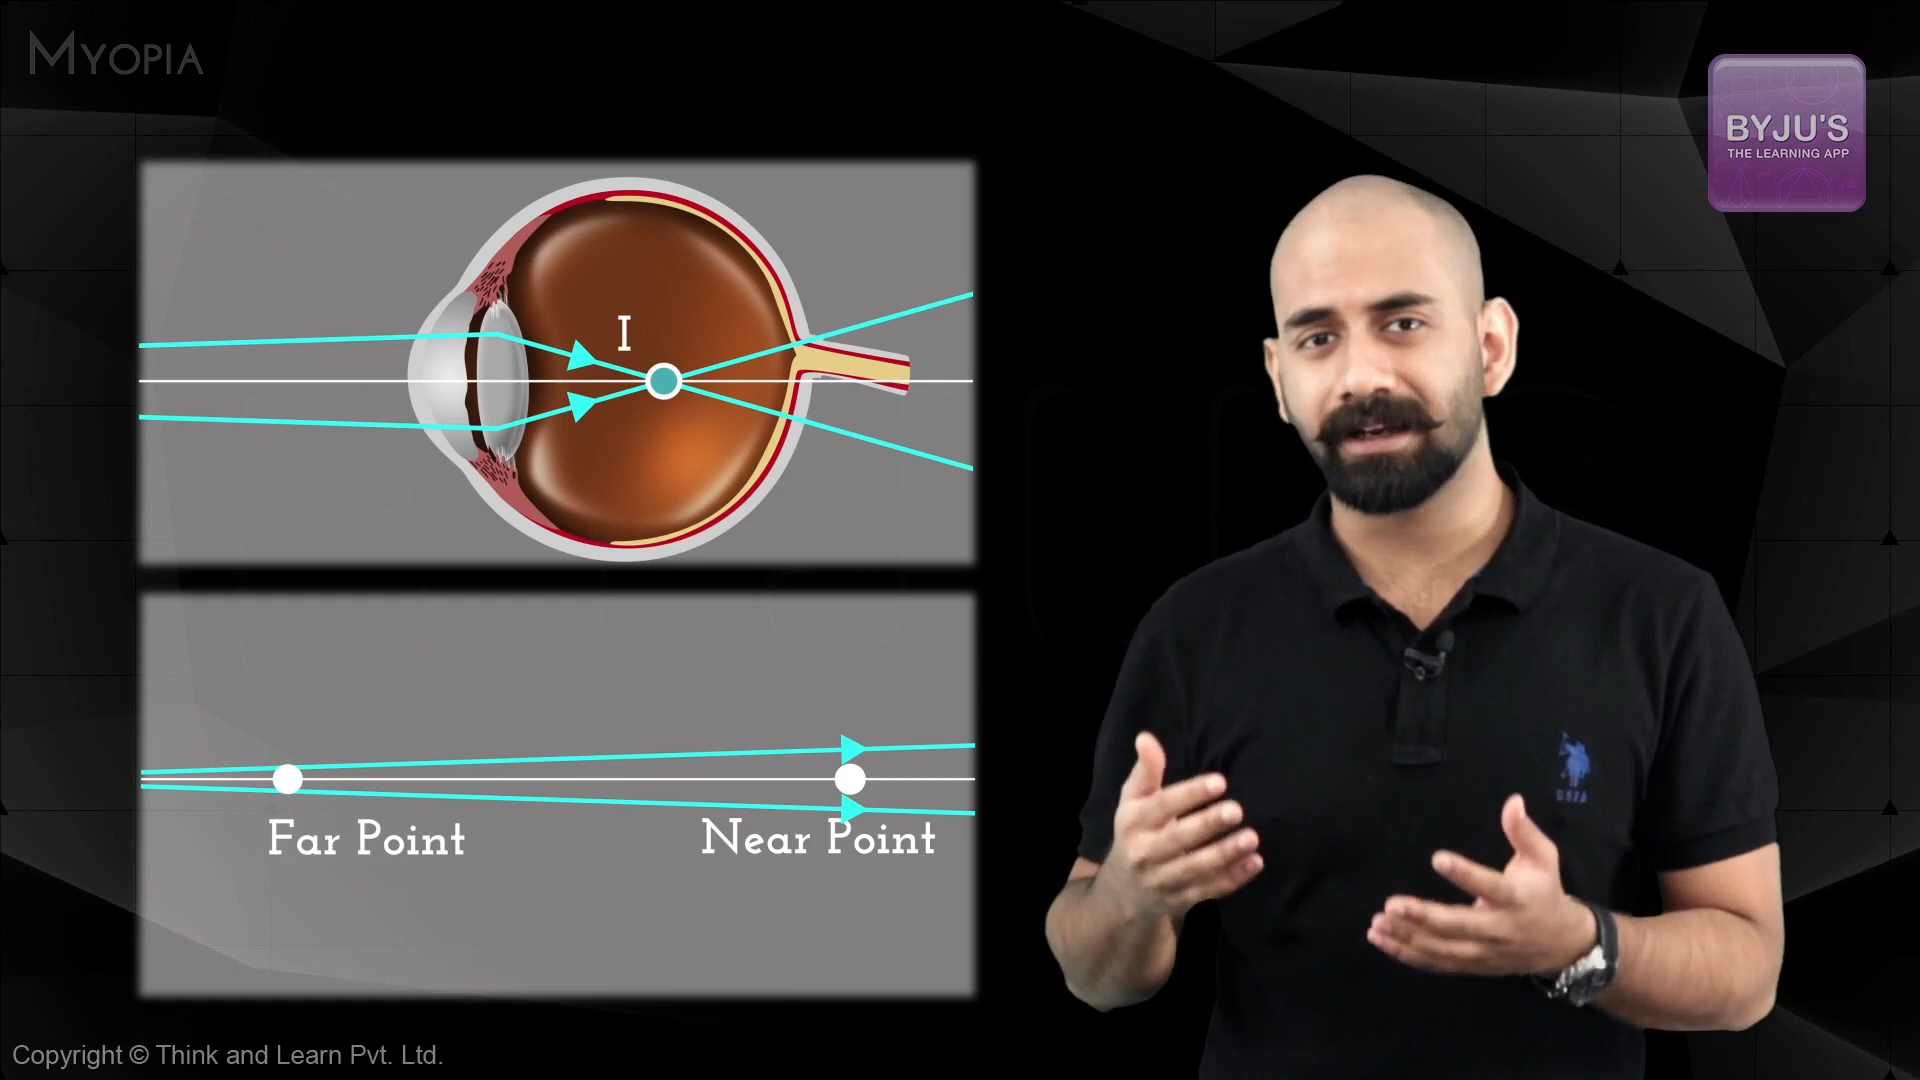 MYOPIA
BYJU'S
THE LEARNING APP
I
Far Point
Near Point
Copyright © Think and Learn Pvt. Ltd.